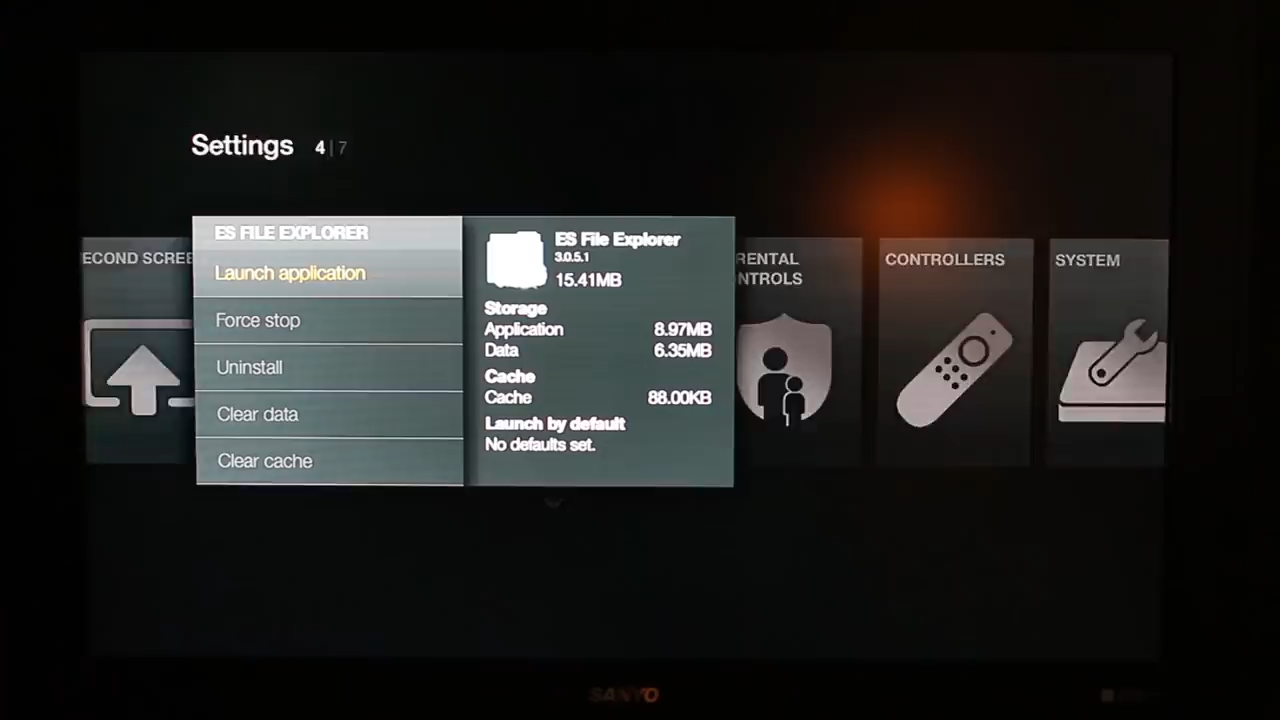 Settings 4|7
ECOND SCREE
ES FILE EXPLORER
Launch application
Force stop
Uninstall
Clear data
Clear cache
ES File Explorer
3.0.5.1
15.41MB
Storage
Application 8.97MB
Data 6.35MB
Cache
Cache 88.00KB
Launch by default
No defaults set.
RENTAL
NTROLS
CONTROLLERS
SYSTEM
SANYO